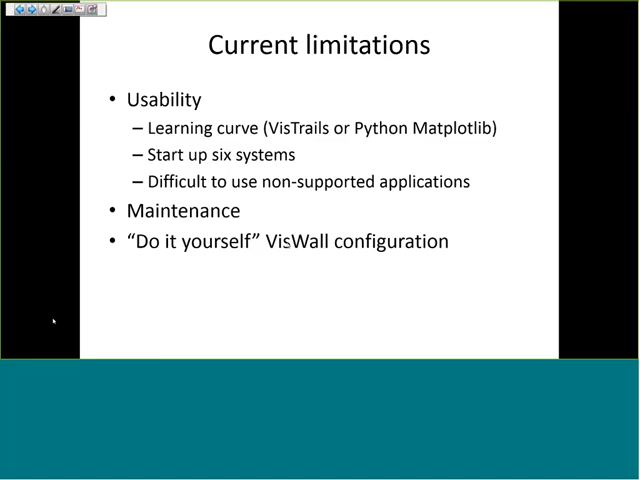 Current limitations
• Usability
– Learning curve (VisTrails or Python Matplotlib)
– Start up six systems
– Difficult to use non-supported applications
• Maintenance
• “Do it yourself” VisWall configuration